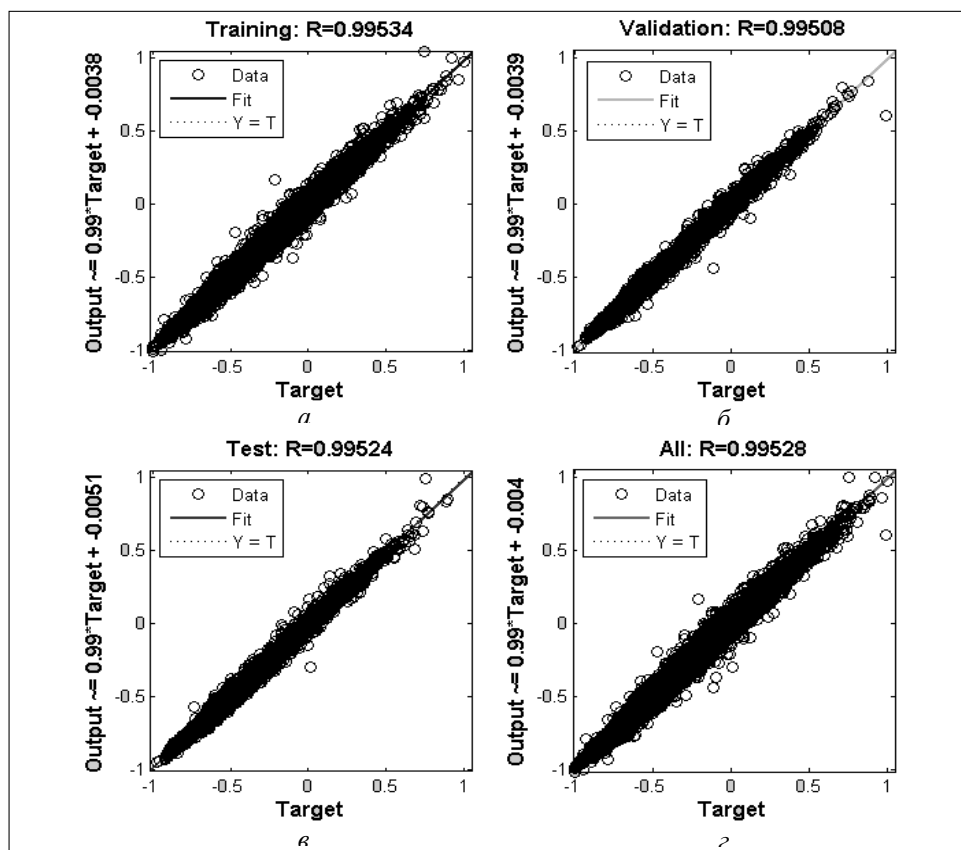 Training: R=0.99534
Output ~= 0.99*Target + -0.0038
Data
Fit
Y = T
1
0.5
0
-0.5
-1
-1
-0.5
0
0.5
1
Target
а
Validation: R=0.99508
Output ~= 0.99*Target + -0.0039
Data
Fit
Y = T
1
0.5
0
-0.5
-1
-1
-0.5
0
0.5
1
Target
б
Test: R=0.99524
Output ~= 0.99*Target + -0.0051
Data
Fit
Y = T
1
0.5
0
-0.5
-1
-1
-0.5
0
0.5
1
Target
в
All: R=0.99528
Output ~= 0.99*Target + -0.004
Data
Fit
Y = T
1
0.5
0
-0.5
-1
-1
-0.5
0
0.5
1
Target
г